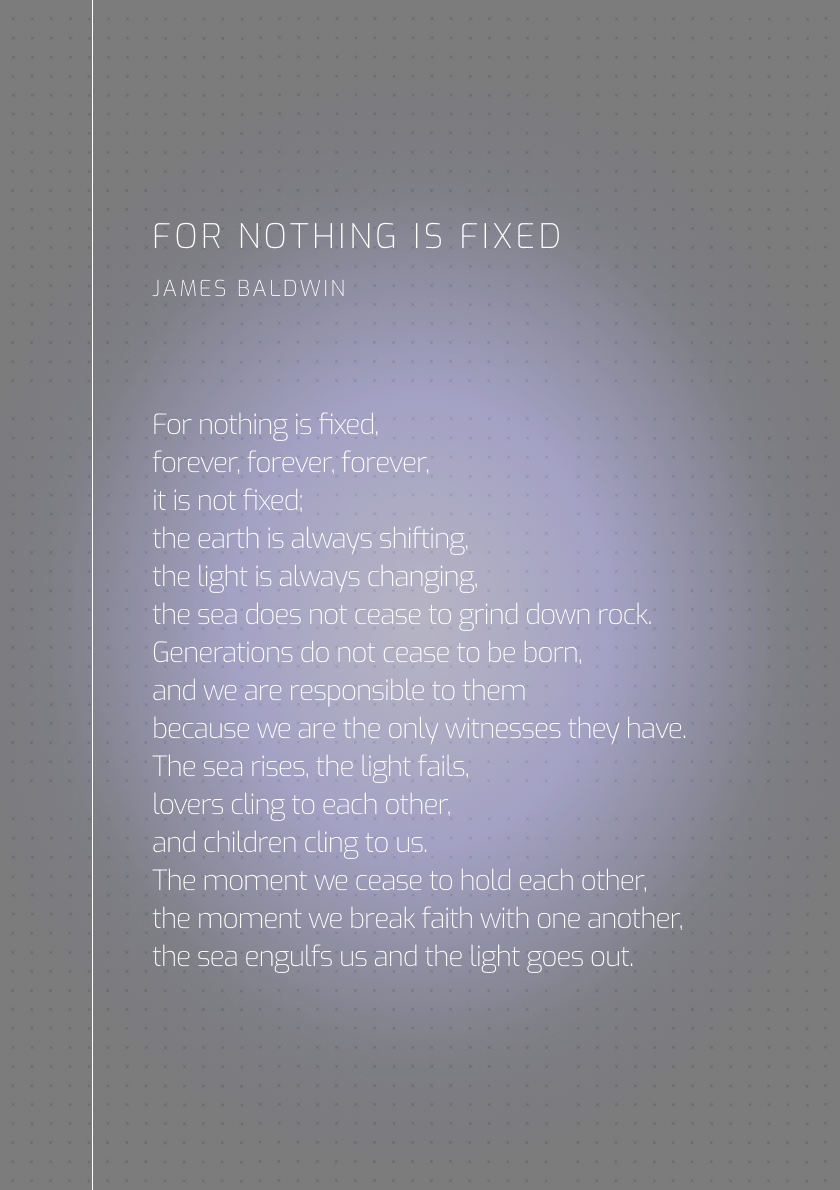 FOR NOTHING IS FIXED
JAMES BALDWIN
For nothing is fixed,
forever, forever, forever,
it is not fixed;
the earth is always shifting,
the light is always changing,
the sea does not cease to grind down rock.
Generations do not cease to be born,
and we are responsible to them
because we are the only witnesses they have.
The sea rises, the light fails,
lovers cling to each other,
and children cling to us.
The moment we cease to hold each other,
the moment we break faith with one another,
the sea engulfs us and the light goes out.